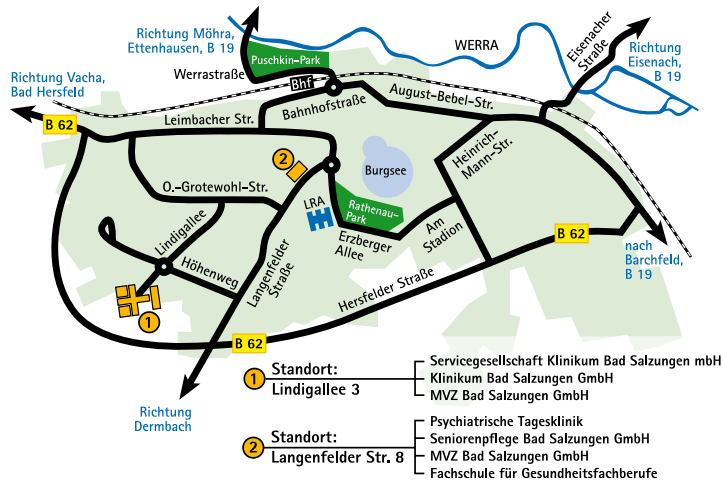 Richtung Möhra,
Ettenhausen, B 19
Puschkin-Park
WERRA
Eisenacher
Straße
Richtung
Eisenach,
B 19
Werrastraße
Bhf
Richtung Vacha,
Bad Hersfeld
B 62
Leimbacher Str.
Bahnhofstraße
August-Bebel-Str.
Heinrich-
Mann-Str.
2
Burgsee
O.-Grotewohl-Str.
LRA
Rathenau-
Park
Erzberger
Allee
Am
Stadion
Lindigallee
Höhenweg
Langenfelder
Straße
Hersfelder Straße
B 62
nach
Barchfeld,
B 19
1
B 62
Richtung
Dermbach
1
Standort:
Lindigallee 3
Servicegesellschaft Klinikum Bad Salzungen mbH
Klinikum Bad Salzungen GmbH
MVZ Bad Salzungen GmbH
2
Standort:
Langenfelder Str. 8
Psychiatrische Tagesklinik
Seniorenpflege Bad Salzungen GmbH
MVZ Bad Salzungen GmbH
Fachschule für Gesundheitsfachberufe